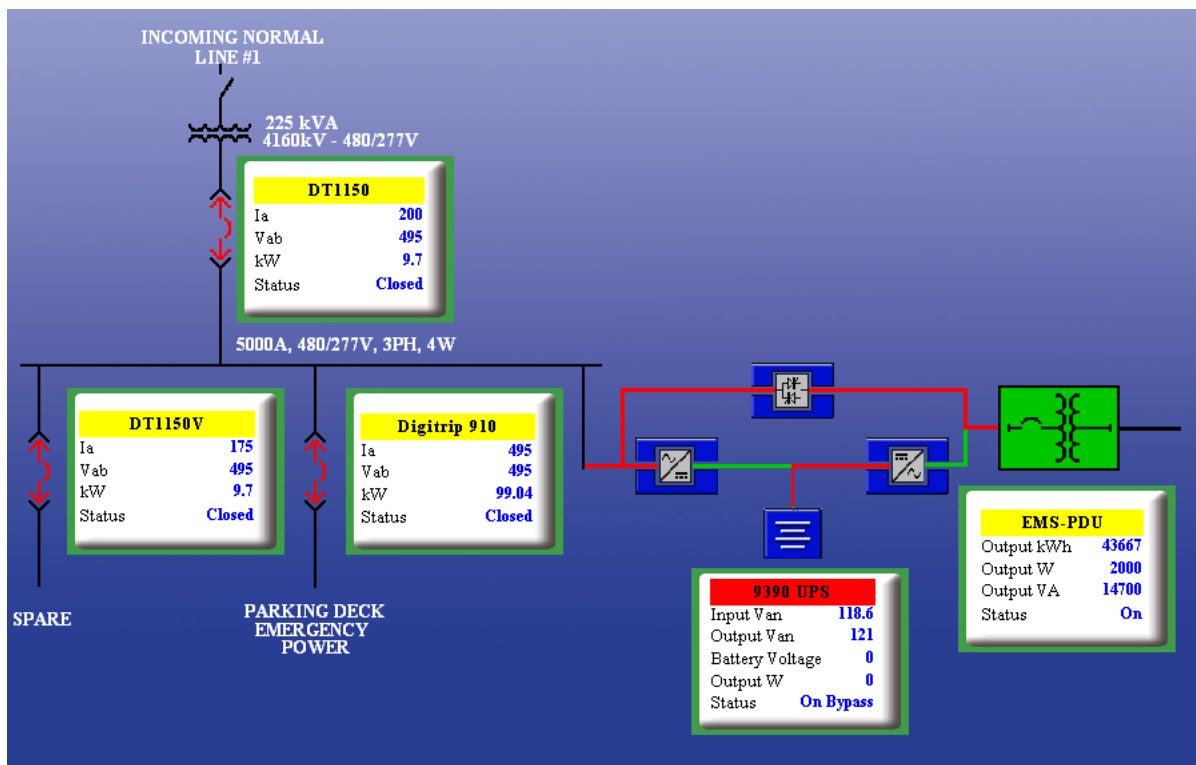 INCOMING NORMAL
LINE #1
225 kVA
4160kV - 480/277V
DT1150
Ia 200
Vab 495
kW 9.7
Status Closed
5000A, 480/277V, 3PH, 4W
DT1150V
Ia 175
Vab 495
kW 9.7
Status Closed
Digitrip 910
Ia 495
Vab 495
kW 99.04
Status Closed
EMS-PDU
Output kWh 43667
Output W 2000
Output VA 14700
Status On
9390 UPS
Input Van 118.6
Output Van 121
Battery Voltage 0
Output W 0
Status On Bypass
SPARE
PARKING DECK
EMERGENCY
POWER